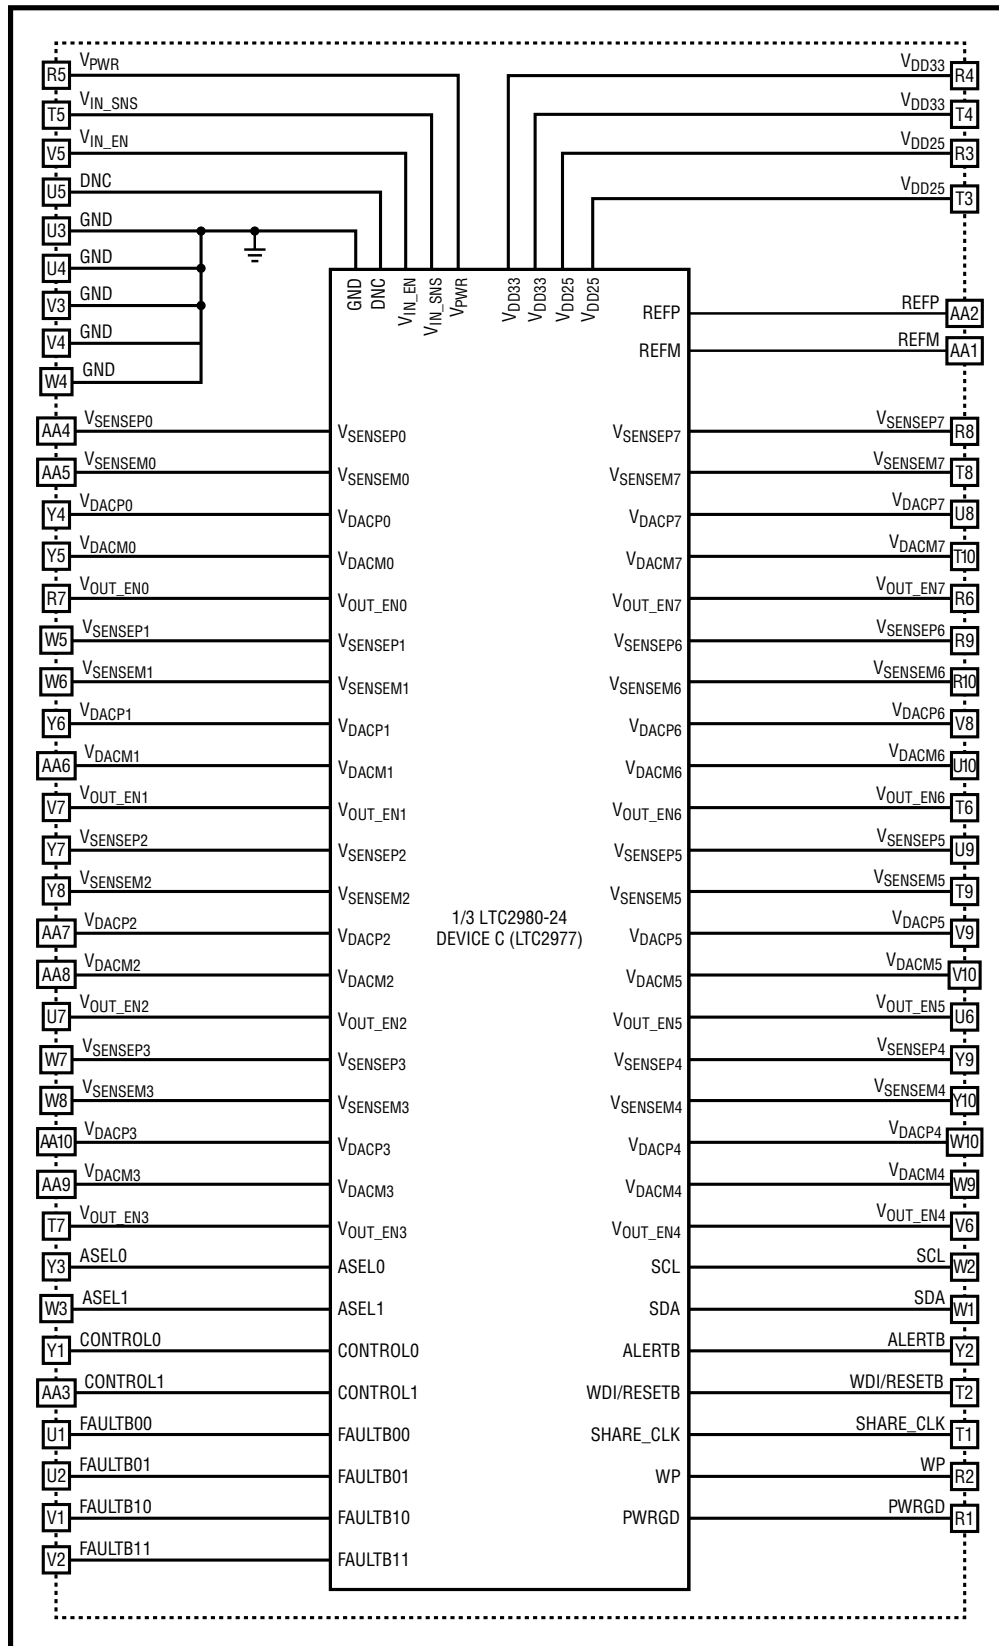 R5 VPWR
T5 VIN_SNS
V5 VIN_EN
U5 DNC
U3 GND
U4 GND
V3 GND
V4 GND
W4 GND
VDD33 R4
VDD33 T4
VDD25 R3
VDD25 T3
GND
DNC
VIN_EN
VIN_SNS
VPWR
VDD33
VDD33
VDD25
VDD25
REFP REFP AA2
REFM REFM AA1
AA4 VSENSEP0 VSENSEP0 VSENSEP7 VSENSEP7 R8
AA5 VSENSEM0 VSENSEM0 VSENSEM7 VSENSEM7 T8
Y4 VDACP0 VDACP0 VDACP7 VDACP7 U8
Y5 VDACM0 VDACM0 VDACM7 VDACM7 T10
R7 VOUT_EN0 VOUT_EN0 VOUT_EN7 VOUT_EN7 R6
W5 VSENSEP1 VSENSEP1 VSENSEP6 VSENSEP6 R9
W6 VSENSEM1 VSENSEM1 VSENSEM6 VSENSEM6 R10
Y6 VDACP1 VDACP1 VDACP6 VDACP6 V8
AA6 VDACM1 VDACM1 VDACM6 VDACM6 U10
V7 VOUT_EN1 VOUT_EN1 VOUT_EN6 VOUT_EN6 T6
Y7 VSENSEP2 VSENSEP2 VSENSEP5 VSENSEP5 U9
Y8 VSENSEM2 VSENSEM2 VSENSEM5 VSENSEM5 T9
1/3 LTC2980-24
DEVICE C (LTC2977)
AA7 VDACP2 VDACP2 VDACP5 VDACP5 V9
AA8 VDACM2 VDACM2 VDACM5 VDACM5 V10
U7 VOUT_EN2 VOUT_EN2 VOUT_EN5 VOUT_EN5 U6
W7 VSENSEP3 VSENSEP3 VSENSEP4 VSENSEP4 Y9
W8 VSENSEM3 VSENSEM3 VSENSEM4 VSENSEM4 Y10
AA10 VDACP3 VDACP3 VDACP4 VDACP4 W10
AA9 VDACM3 VDACM3 VDACM4 VDACM4 W9
T7 VOUT_EN3 VOUT_EN3 VOUT_EN4 VOUT_EN4 V6
Y3 ASEL0 ASEL0 SCL SCL W2
W3 ASEL1 ASEL1 SDA SDA W1
Y1 CONTROL0 CONTROL0 ALERTB ALERTB Y2
AA3 CONTROL1 CONTROL1 WDI/RESETB WDI/RESETB T2
U1 FAULTB00 FAULTB00 SHARE_CLK SHARE_CLK T1
U2 FAULTB01 FAULTB01 WP WP R2
V1 FAULTB10 FAULTB10 PWRGD PWRGD R1
V2 FAULTB11 FAULTB11